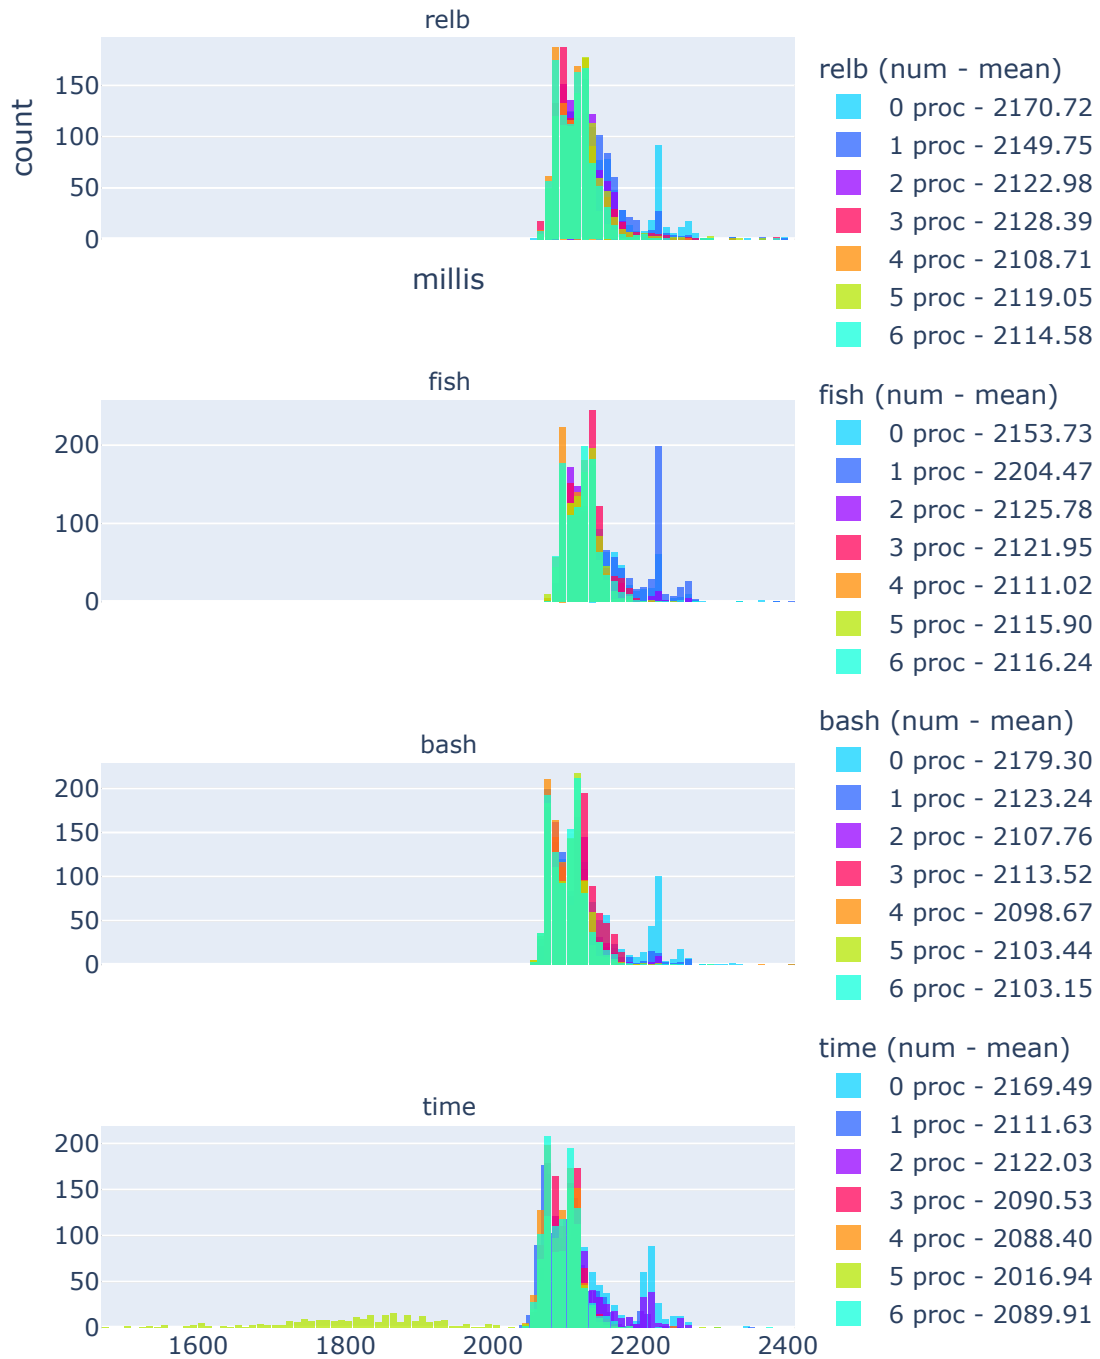 relb
count
150
100
50
0
millis
relb (num - mean)
0 proc - 2170.72
1 proc - 2149.75
2 proc - 2122.98
3 proc - 2128.39
4 proc - 2108.71
5 proc - 2119.05
6 proc - 2114.58
fish
200
100
0
fish (num - mean)
0 proc - 2153.73
1 proc - 2204.47
2 proc - 2125.78
3 proc - 2121.95
4 proc - 2111.02
5 proc - 2115.90
6 proc - 2116.24
bash
200
150
100
50
0
bash (num - mean)
0 proc - 2179.30
1 proc - 2123.24
2 proc - 2107.76
3 proc - 2113.52
4 proc - 2098.67
5 proc - 2103.44
6 proc - 2103.15
time
200
150
100
50
0
1600 1800 2000 2200 2400
time (num - mean)
0 proc - 2169.49
1 proc - 2111.63
2 proc - 2122.03
3 proc - 2090.53
4 proc - 2088.40
5 proc - 2016.94
6 proc - 2089.91